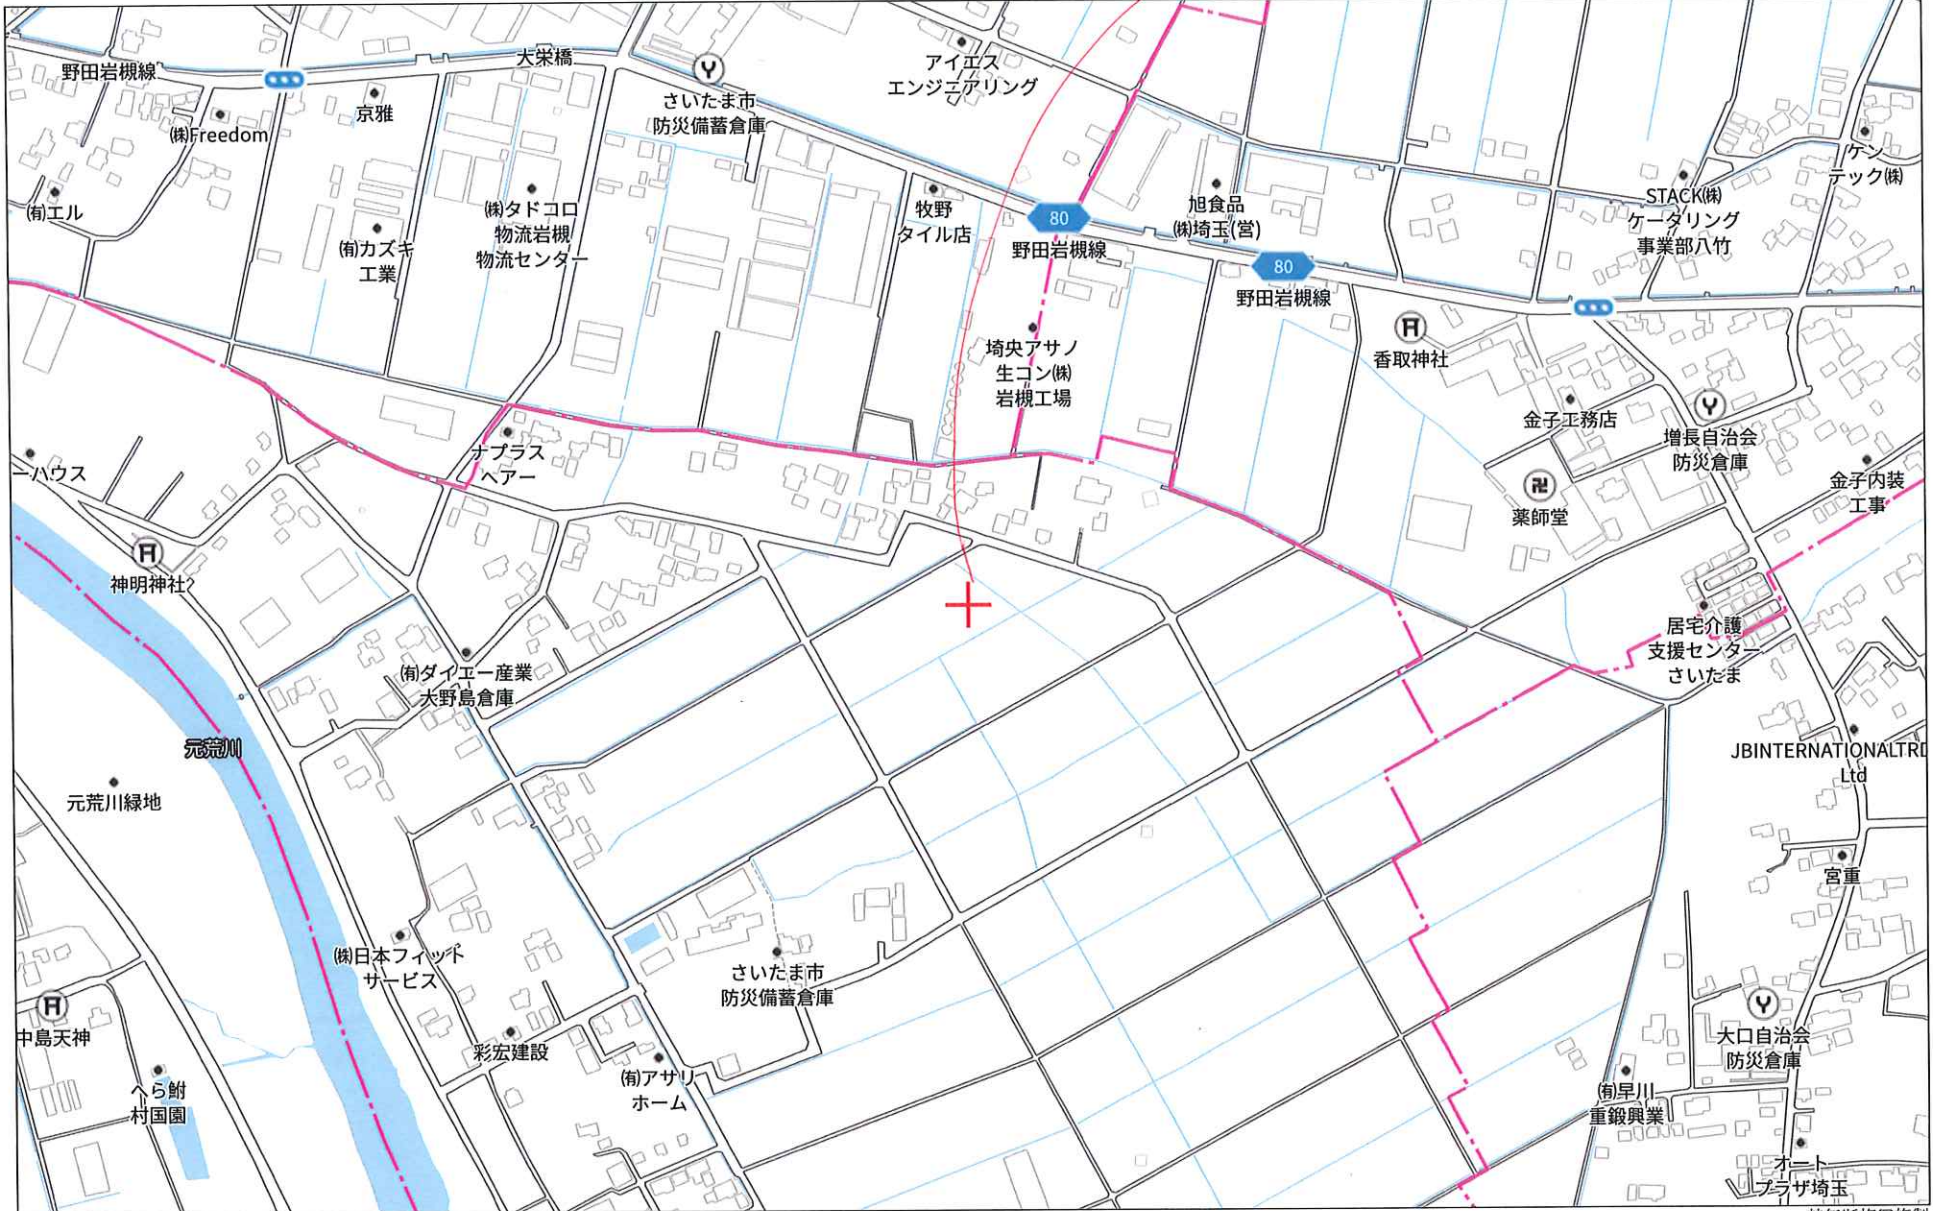 野田岩槻線
大栄橋
京雅
㈱Freedom
㈲エル
㈲カズキ
工業
㈱タドコロ
物流岩槻
物流センター
さいたま市
防災備蓄倉庫
アイエス
エンジニアリング
牧野
タイル店
80
野田岩槻線
旭食品
㈱埼玉(営)
80
野田岩槻線
STACK㈱
ケータリング
事業部八竹
ケン
テック㈱
埼央アサノ
生コン㈱
岩槻工場
香取神社
金子工務店
増長自治会
防災倉庫
薬師堂
金子内装
工事
ーハウス
ナプラス
ヘアー
神明神社
㈲ダイエー産業
大野島倉庫
居宅介護
支援センター
さいたま
元荒川
元荒川緑地
JBINTERNATIONALTRD
Ltd
宮重
㈱日本フィット
サービス
さいたま市
防災備蓄倉庫
中島天神
へら鮒
村国園
彩宏建設
㈲アサリ
ホーム
大口自治会
防災倉庫
㈲早川
重鍛興業
オート
プラザ埼玉